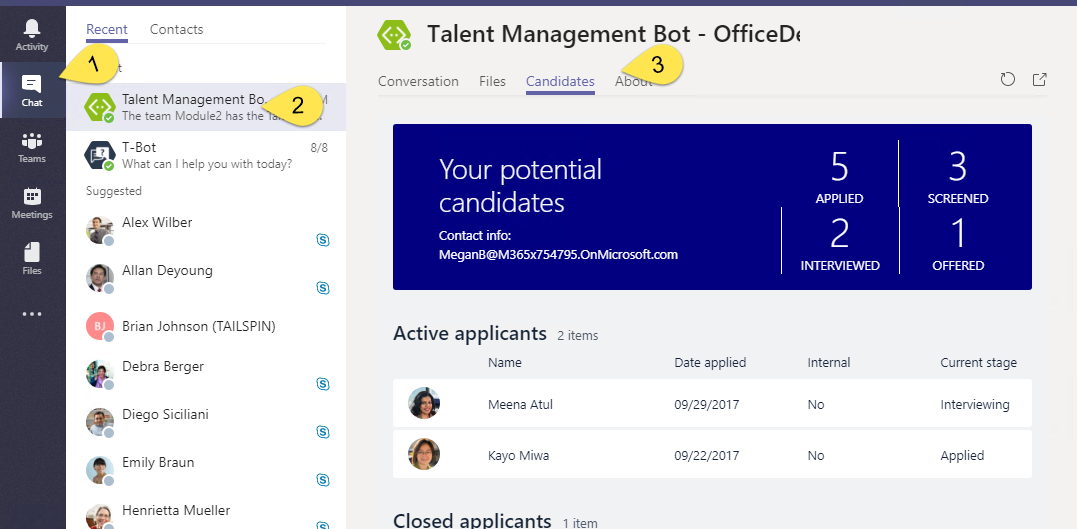 Activity
Chat
Teams
Meetings
Files
Recent Contacts
1
Talent Management Bo...
The team Module2 has the
2
T-Bot 8/8
What can I help you with today?
Suggested
Alex Wilber
Allan Deyoung
BJ Brian Johnson (TAILSPIN)
Debra Berger
Diego Siciliani
Emily Braun
Henrietta Mueller
Talent Management Bot - OfficeDe
3
Conversation Files Candidates About
Your potential
candidates
Contact info:
MeganB@M365x754795.OnMicrosoft.com
5 3
APPLIED SCREENED
2 1
INTERVIEWED OFFERED
Active applicants 2 items
Name Date applied Internal Current stage
Meena Atul 09/29/2017 No Interviewing
Kayo Miwa 09/22/2017 No Applied
Closed applicants 1 item